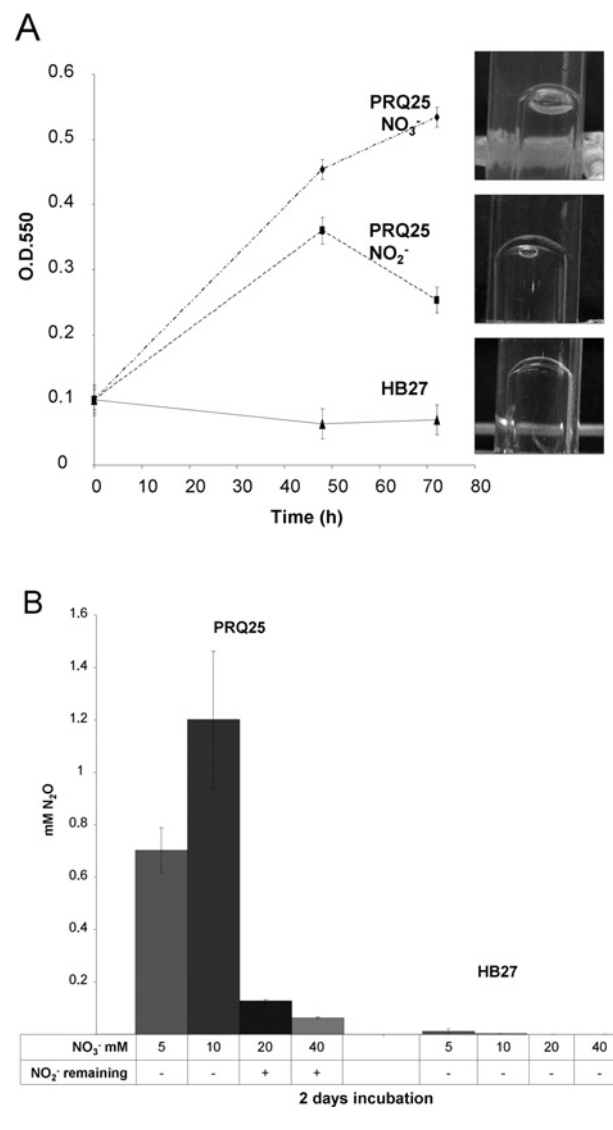 A
0.6
0.5
0.4
0.3
0.2
0.1
0
O.D.550
PRQ25
NO₃⁻
PRQ25
NO₂⁻
HB27
0 10 20 30 40 50 60 70 80
Time (h)
B
1.6
1.4
1.2
1
0.8
0.6
0.4
0.2
mM N₂O
PRQ25
HB27
NO₃⁻ mM 5 10 20 40 5 10 20 40
NO₂⁻ remaining - - + + - - - -
2 days incubation